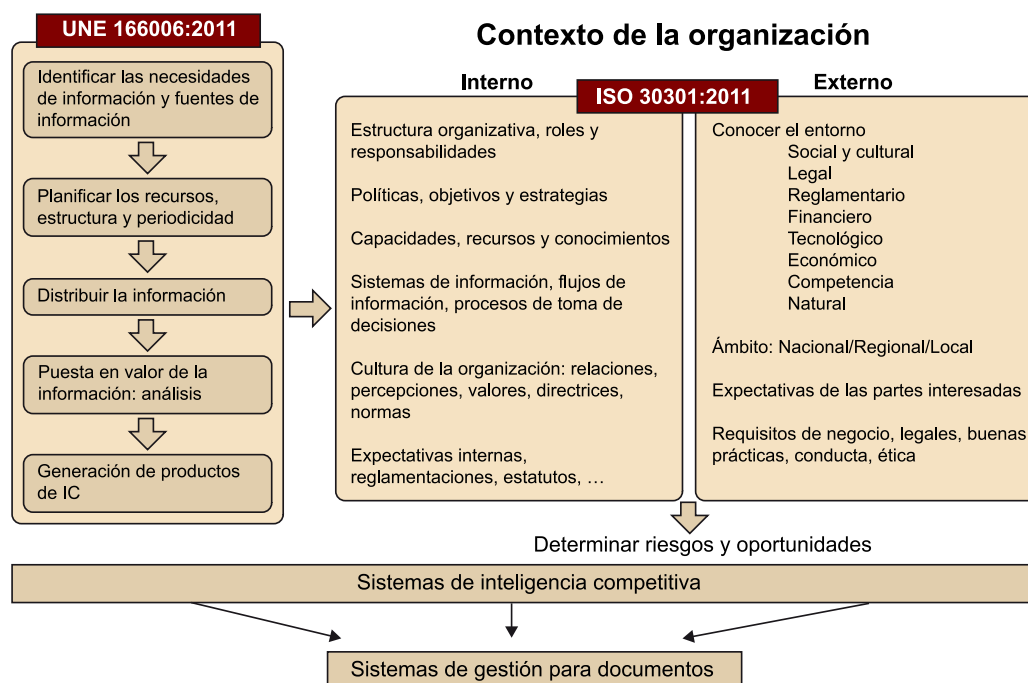 UNE 166006:2011
Identificar las necesidades
de información y fuentes de
información
Planificar los recursos,
estructura y periodicidad
Distribuir la información
Puesta en valor de la
información: análisis
Generación de productos
de IC
Contexto de la organización
Interno
Externo
ISO 30301:2011
Estructura organizativa, roles y
responsabilidades
Políticas, objetivos y estrategias
Capacidades, recursos y conocimientos
Sistemas de información, flujos de
información, procesos de toma de
decisiones
Cultura de la organización: relaciones,
percepciones, valores, directrices,
normas
Expectativas internas,
reglamentaciones, estatutos, …
Conocer el entorno
Social y cultural
Legal
Reglamentario
Financiero
Tecnológico
Económico
Competencia
Natural
Ámbito: Nacional/Regional/Local
Expectativas de las partes interesadas
Requisitos de negocio, legales, buenas
prácticas, conducta, ética
Determinar riesgos y oportunidades
Sistemas de inteligencia competitiva
Sistemas de gestión para documentos